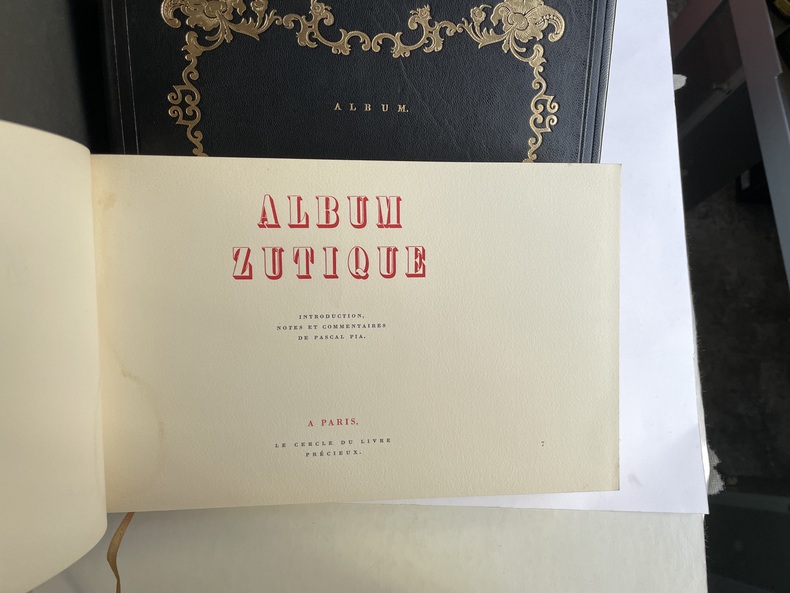 ALBUM.
ALBUM
ZUTIQUE
INTRODUCTION,
NOTES ET COMMENTAIRES
DE PASCAL PIA.
A PARIS.
LE CERCLE DU LIVRE
PRÉCIEUX.
7